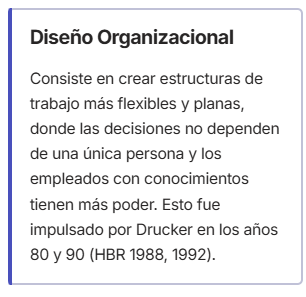 Diseño Organizacional
Consiste en crear estructuras de
trabajo más flexibles y planas,
donde las decisiones no dependen
de una única persona y los
empleados con conocimientos
tienen más poder. Esto fue
impulsado por Drucker en los años
80 y 90 (HBR 1988, 1992).